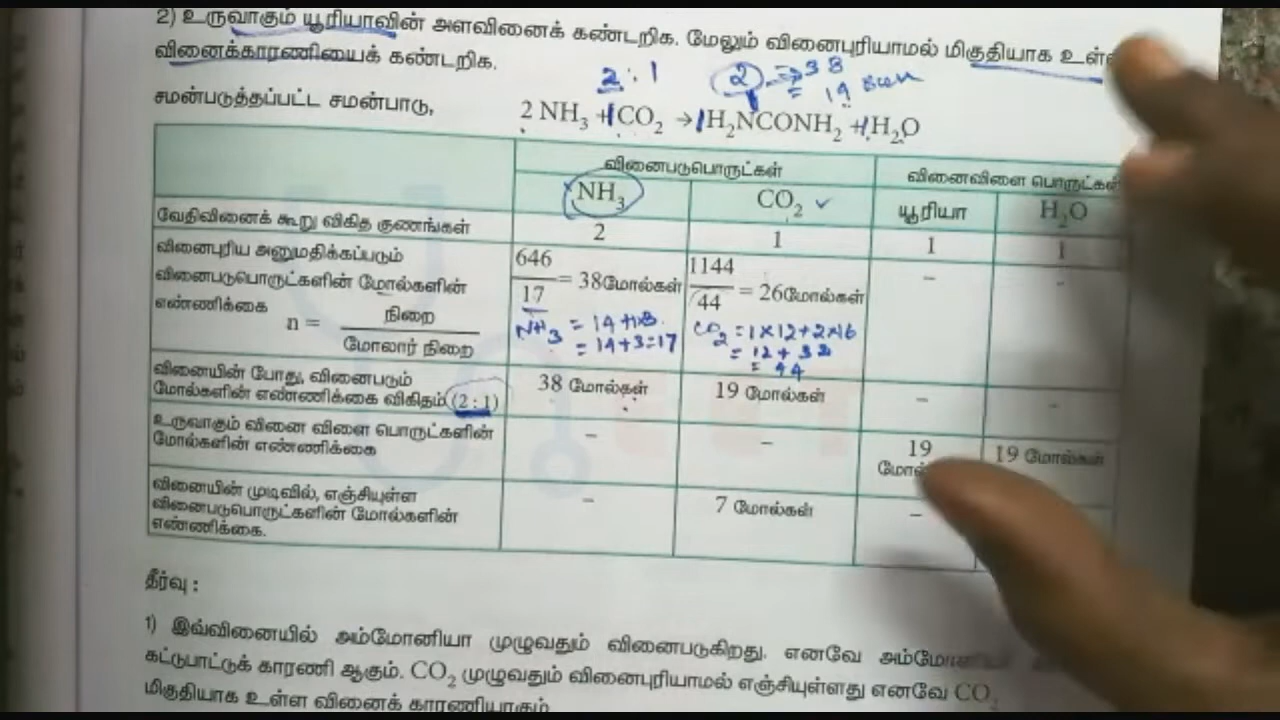 2) உருவாகும் யூரியாவின் அளவினைக் கண்டறிக. மேலும் வினைபுரியாமல் மிகுதியாக உள்ள
வினைக்காரணியைக் கண்டறிக.
2 : 1
2 => 38
= 19
சமன்படுத்தப்பட்ட சமன்பாடு,
2 NH₃ + 1CO₂ → 1H₂NCONH₂ + 1H₂O
வினைபடுபொருட்கள்
வினைவிளை பொருட்கள்
NH₃ CO₂ ✓ யூரியா H₂O
வேதிவினைக் கூறு விகித குணங்கள் 2 1 1 1
வினைபுரிய அனுமதிக்கப்படும்
வினைபடுபொருட்களின் மோல்களின்
எண்ணிக்கை
n = நிறை / மோலார் நிறை
646 / 17 = 38மோல்கள்
NH₃ = 14 + 1×3
= 14 + 3 = 17
1144 / 44 = 26மோல்கள்
CO₂ = 1 × 12 + 2 × 16
= 12 + 32
= 44
– –
வினையின் போது, வினைபடும்
மோல்களின் எண்ணிக்கை விகிதம் (2 : 1)
38 மோல்கள் 19 மோல்கள் – –
உருவாகும் வினை விளை பொருட்களின்
மோல்களின் எண்ணிக்கை
– – 19 19 மோல்கள்
வினையின் முடிவில், எஞ்சியுள்ள
வினைபடுபொருட்களின் மோல்களின்
எண்ணிக்கை.
– 7 மோல்கள் –
தீர்வு :
1) இவ்வினையில் அம்மோனியா முழுவதும் வினைபடுகிறது. எனவே அம்மோனியா
கட்டுபாட்டுக் காரணி ஆகும். CO₂ முழுவதும் வினைபுரியாமல் எஞ்சியுள்ளது எனவே CO₂
மிகுதியாக உள்ள வினைக் காரணியாகும்.